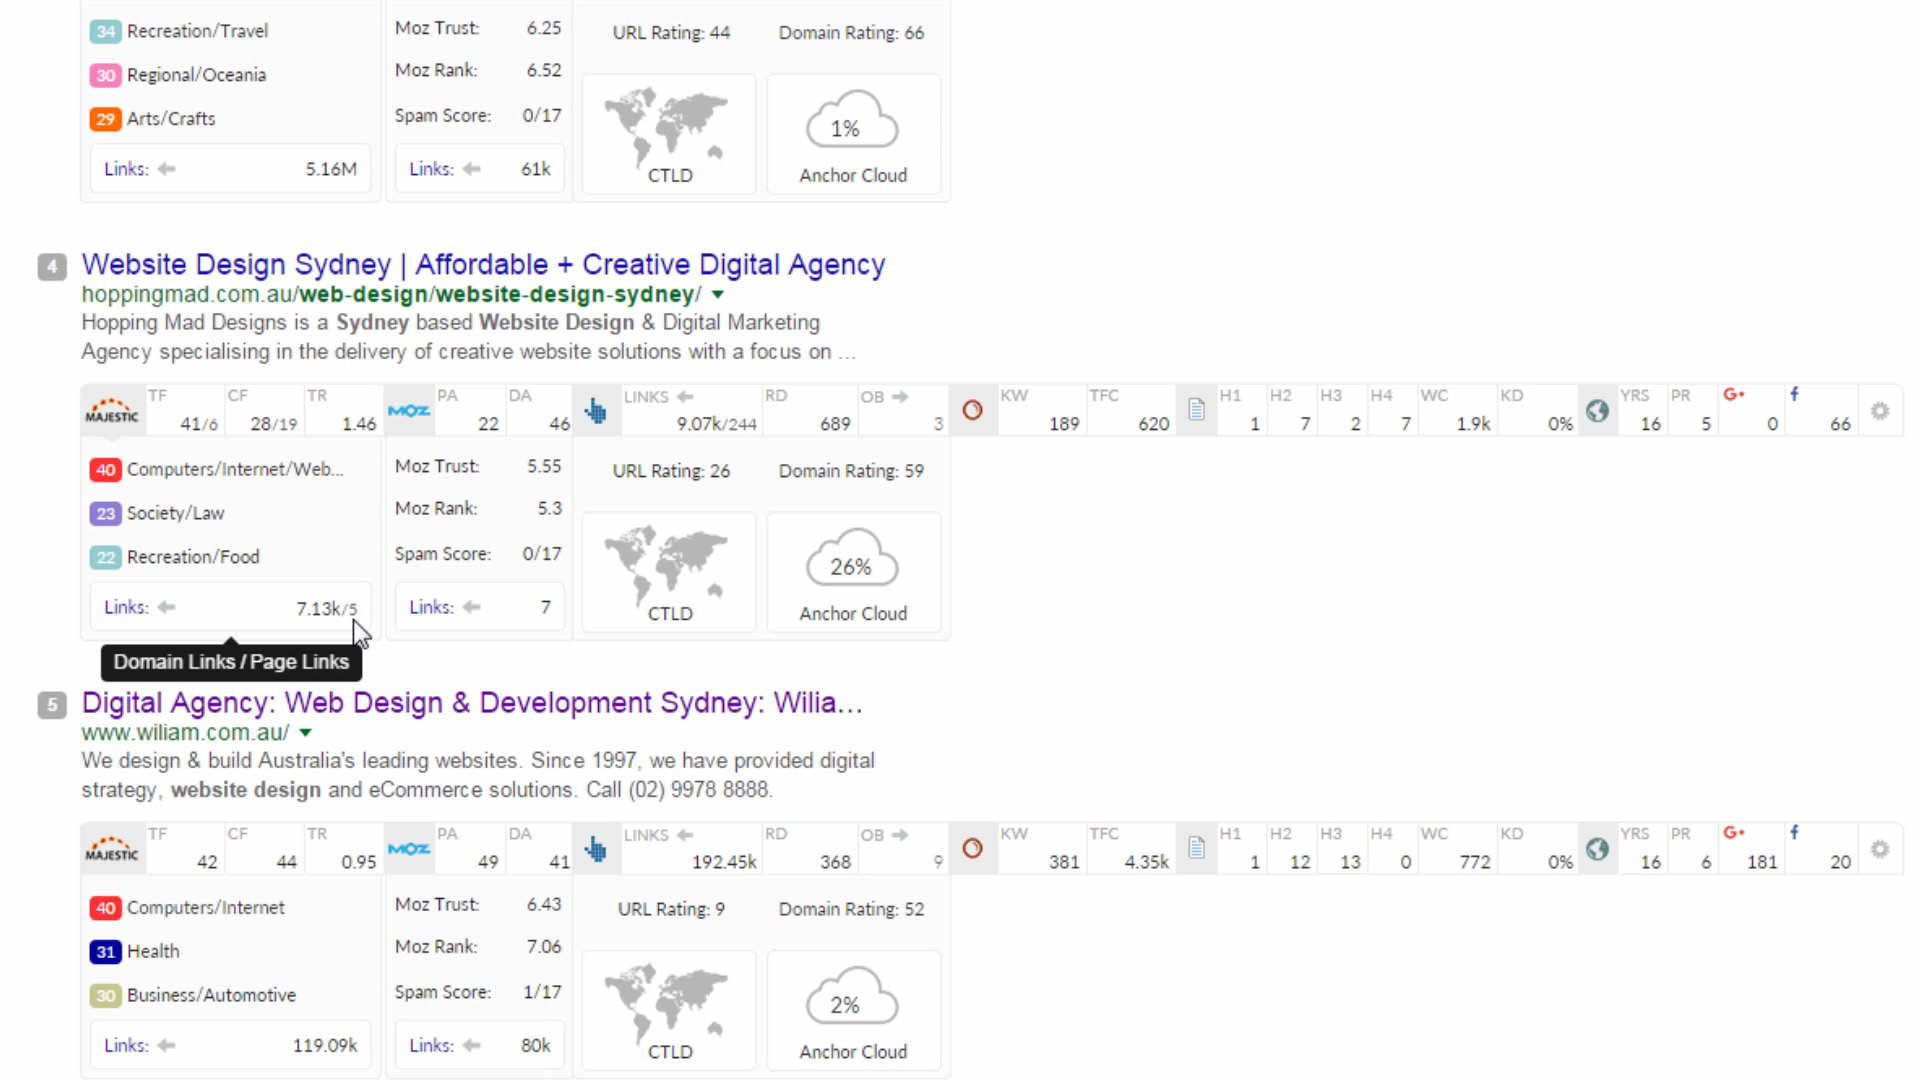 34 Recreation/Travel
30 Regional/Oceania
29 Arts/Crafts
Links: 5.16M
Moz Trust: 6.25
Moz Rank: 6.52
Spam Score: 0/17
Links: 61k
URL Rating: 44 Domain Rating: 66
CTLD
1%
Anchor Cloud
4 Website Design Sydney | Affordable + Creative Digital Agency
hoppingmad.com.au/web-design/website-design-sydney/
Hopping Mad Designs is a Sydney based Website Design & Digital Marketing
Agency specialising in the delivery of creative website solutions with a focus on ...
MAJESTIC TF 41/6 CF 28/19 TR 1.46 MOZ PA 22 DA 46 LINKS 9.07k/244 RD 689 OB 3 KW 189 TFC 620 H1 1 H2 7 H3 2 H4 7 WC 1.9k KD 0% YRS 16 PR 5 G+ 0 f 66
40 Computers/Internet/Web...
23 Society/Law
22 Recreation/Food
Links: 7.13k/5
Domain Links / Page Links
Moz Trust: 5.55
Moz Rank: 5.3
Spam Score: 0/17
Links: 7
URL Rating: 26 Domain Rating: 59
CTLD
26%
Anchor Cloud
5 Digital Agency: Web Design & Development Sydney: Wilia...
www.wiliam.com.au/
We design & build Australia's leading websites. Since 1997, we have provided digital
strategy, website design and eCommerce solutions. Call (02) 9978 8888.
MAJESTIC TF 42 CF 44 TR 0.95 MOZ PA 49 DA 41 LINKS 192.45k RD 368 OB 9 KW 381 TFC 4.35k H1 1 H2 12 H3 13 H4 0 WC 772 KD 0% YRS 16 PR 6 G+ 181 f 20
40 Computers/Internet
31 Health
30 Business/Automotive
Links: 119.09k
Moz Trust: 6.43
Moz Rank: 7.06
Spam Score: 1/17
Links: 80k
URL Rating: 9 Domain Rating: 52
CTLD
2%
Anchor Cloud